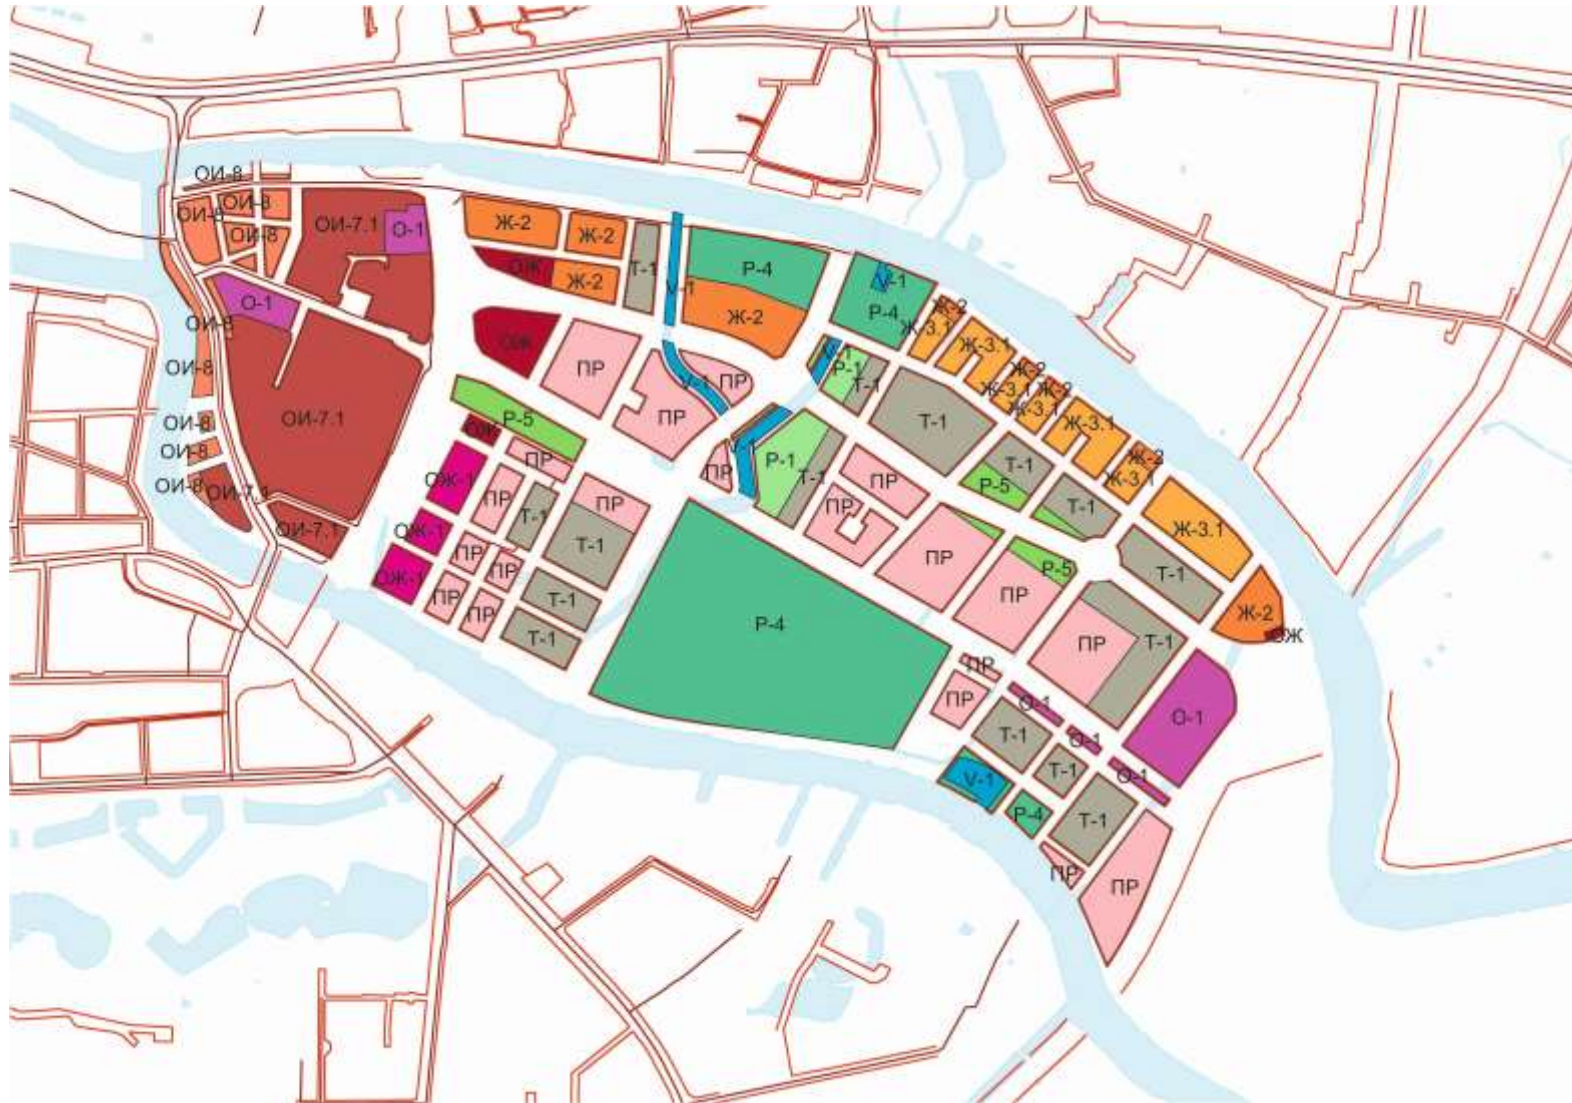 ОИ-8
ОИ-8
ОИ-8
ОИ-8
ОИ-7.1
О-1
О-1
ОИ-8
ОИ-8
ОИ-7.1
ОИ-8
ОИ-8
ОИ-8
ОИ-7.1
ОИ-7.1
Ж-2
Ж-2
ОЖ
Ж-2
Т-1
V-1
Р-4
Ж-2
V-1
Р-4
Ж-2
Ж-3.1
Ж-3.1
Ж-2
Ж-2
Ж-3.1
Ж-3.1
Ж-3.1
Ж-2
Ж-3.1
Ж-3.1
Ж-2
ОЖ
ОЖ
ПР
ПР
V-1
ПР
Р-1
Т-1
Т-1
Р-5
ОЖ
ПР
ОЖ-1
ПР
Т-1
ПР
Т-1
ОЖ-1
ПР
ПР
ОЖ-1
ПР
ПР
Т-1
Т-1
ПР
Р-1
Т-1
ПР
ПР
Т-1
Р-5
Т-1
ПР
Р-5
ПР
Т-1
ПР
Т-1
Р-4
ПР
ПР
О-1
Т-1
О-1
О-1
О-1
V-1
Т-1
Р-4
Т-1
ПР
ПР